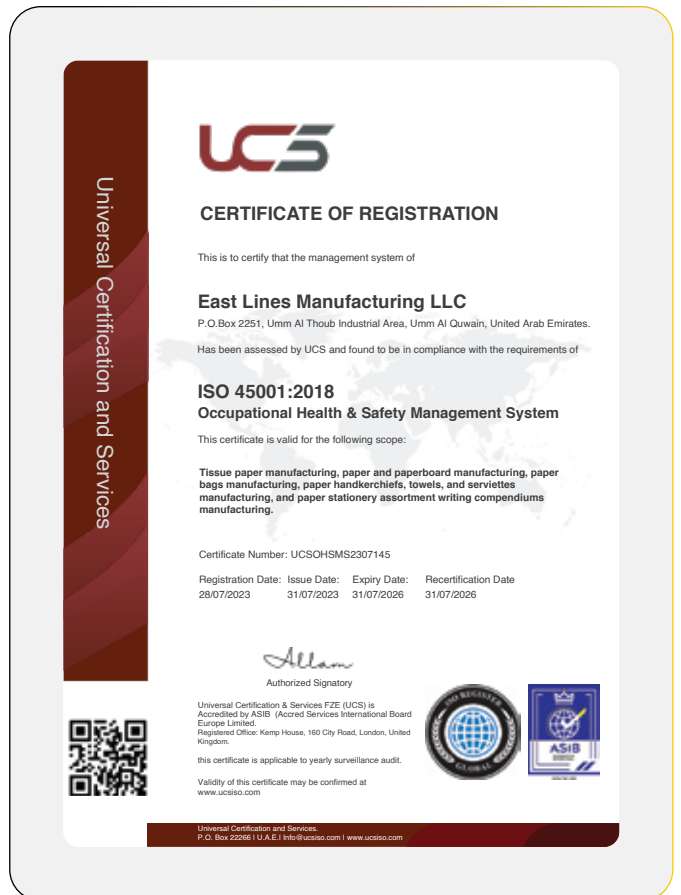 Universal Certification and Services
UCS
CERTIFICATE OF REGISTRATION
This is to certify that the management system of
East Lines Manufacturing LLC
P.O.Box 2251, Umm Al Thoub Industrial Area, Umm Al Quwain, United Arab Emirates.
Has been assessed by UCS and found to be in compliance with the requirements of
ISO 45001:2018
Occupational Health & Safety Management System
This certificate is valid for the following scope:
Tissue paper manufacturing, paper and paperboard manufacturing, paper
bags manufacturing, paper handkerchiefs, towels, and serviettes
manufacturing, and paper stationery assortment writing compendiums
manufacturing.
Certificate Number: UCSOHSMS2307145
Registration Date: Issue Date: Expiry Date: Recertification Date
28/07/2023 31/07/2023 31/07/2026 31/07/2026
Allam
Authorized Signatory
Universal Certification & Services FZE (UCS) is
Accredited by ASIB (Accred Services International Board
Europe Limited.
Registered Office: Kemp House, 160 City Road, London, United
Kingdom.
this certificate is applicable to yearly surveillance audit.
Validity of this certificate may be confirmed at
www.ucsiso.com
ISO REGISTER
GLOBAL
ASIB
Universal Certification and Services.
P.O. Box 22266 | U.A.E.| Info@ucsiso.com | www.ucsiso.com